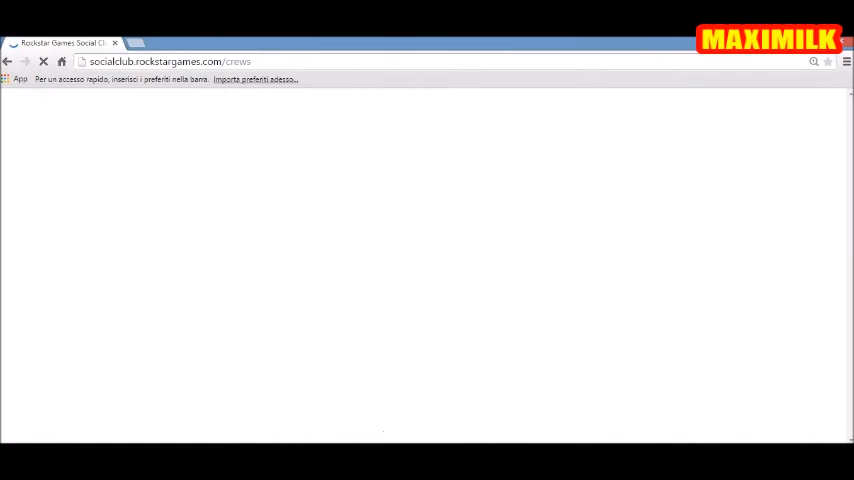 MAXIMILK
Rockstar Games Social Cl
socialclub.rockstargames.com/crews
App Per un accesso rapido, inserisci i preferiti nella barra. Importa preferiti adesso...